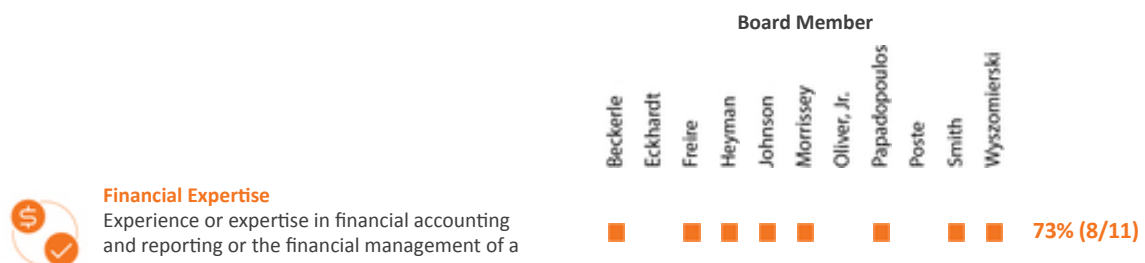 Board Member
Beckerle
Eckhardt
Freire
Heyman
Johnson
Morrissey
Oliver, Jr.
Papadopoulos
Poste
Smith
Wyszomierski
Financial Expertise
Experience or expertise in financial accounting
and reporting or the financial management of a
73% (8/11)
$